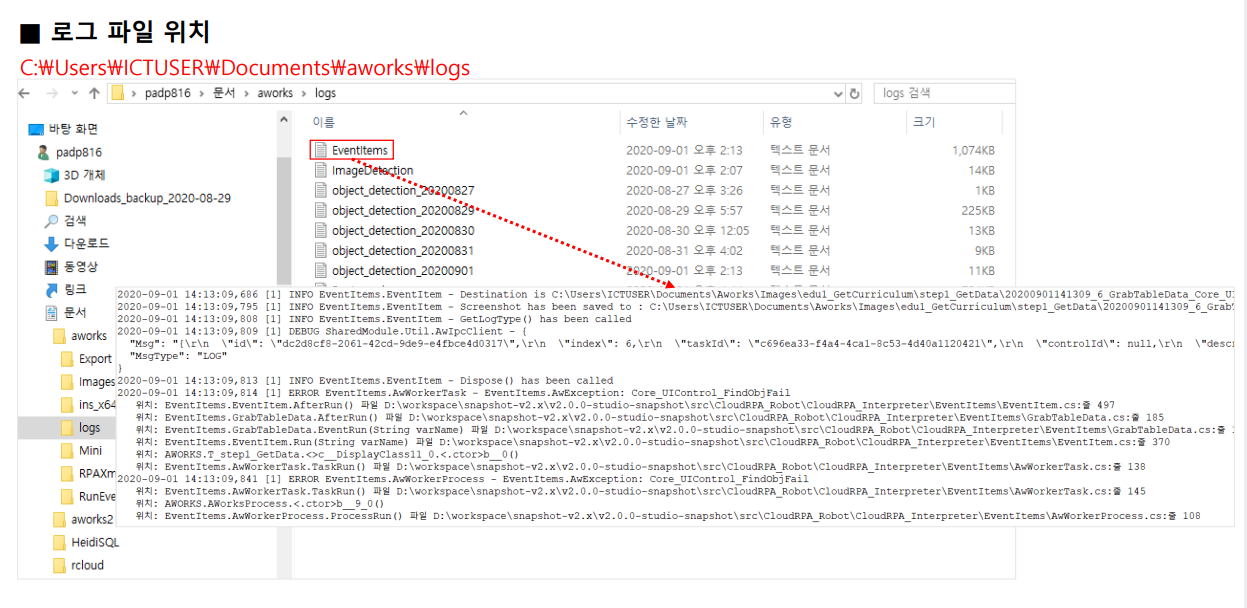 ■ 로그 파일 위치
C:₩Users₩ICTUSER₩Documents₩aworks₩logs
padp816 > 문서 > aworks > logs
logs 검색
바탕 화면
padp816
3D 개체
Downloads_backup_2020-08-29
검색
다운로드
동영상
링크
문서
aworks
Export
Images
ins_x64
logs
Mini
RPAXm
RunEve
aworks2
HeidiSQL
rcloud
이름 수정한 날짜 유형 크기
EventItems 2020-09-01 오후 2:13 텍스트 문서 1,074KB
ImageDetection 2020-09-01 오후 2:07 텍스트 문서 14KB
object_detection_20200827 2020-08-27 오후 3:26 텍스트 문서 1KB
object_detection_20200829 2020-08-29 오후 5:57 텍스트 문서 225KB
object_detection_20200830 2020-08-30 오후 12:05 텍스트 문서 13KB
object_detection_20200831 2020-08-31 오후 4:02 텍스트 문서 9KB
object_detection_20200901 2020-09-01 오후 2:13 텍스트 문서 11KB
2020-09-01 14:13:09,686 [1] INFO EventItems.EventItem - Destination is C:\Users\ICTUSER\Documents\Aworks\Images\edu1_GetCurriculum\step1_GetData\20200901141309_6_GrabTableData_Core_UI
2020-09-01 14:13:09,795 [1] INFO EventItems.EventItem - Screenshot has been saved to : C:\Users\ICTUSER\Documents\Aworks\Images\edu1_GetCurriculum\step1_GetData\20200901141309_6_GrabT
2020-09-01 14:13:09,808 [1] INFO EventItems.EventItem - GetLogType() has been called
2020-09-01 14:13:09,809 [1] DEBUG SharedModule.Util.AwIpcClient - {
"Msg": "{\r\n \"id\": \"dc2d8cf8-2061-42cd-9de9-e4fbce4d0317\",\r\n \"index\": 6,\r\n \"taskId\": \"c696ea33-f4a4-4ca1-8c53-4d40a1120421\",\r\n \"controlId\": null,\r\n \"descr
"MsgType": "LOG"
}
2020-09-01 14:13:09,813 [1] INFO EventItems.EventItem - Dispose() has been called
2020-09-01 14:13:09,814 [1] ERROR EventItems.AwWorkerTask - EventItems.AwException: Core_UIControl_FindObjFail
위치: EventItems.EventItem.AfterRun() 파일 D:\workspace\snapshot-v2.x\v2.0.0-studio-snapshot\src\CloudRPA_Robot\CloudRPA_Interpreter\EventItems\EventItem.cs:줄 497
위치: EventItems.GrabTableData.AfterRun() 파일 D:\workspace\snapshot-v2.x\v2.0.0-studio-snapshot\src\CloudRPA_Robot\CloudRPA_Interpreter\EventItems\GrabTableData.cs:줄 185
위치: EventItems.GrabTableData.EventRun(String varName) 파일 D:\workspace\snapshot-v2.x\v2.0.0-studio-snapshot\src\CloudRPA_Robot\CloudRPA_Interpreter\EventItems\GrabTableData.cs:줄
위치: EventItems.EventItem.Run(String varName) 파일 D:\workspace\snapshot-v2.x\v2.0.0-studio-snapshot\src\CloudRPA_Robot\CloudRPA_Interpreter\EventItems\EventItem.cs:줄 370
위치: AWORKS.T_step1_GetData.<>c__DisplayClass11_0.<.ctor>b__0()
위치: EventItems.AwWorkerTask.TaskRun() 파일 D:\workspace\snapshot-v2.x\v2.0.0-studio-snapshot\src\CloudRPA_Robot\CloudRPA_Interpreter\EventItems\AwWorkerTask.cs:줄 138
2020-09-01 14:13:09,841 [1] ERROR EventItems.AwWorkerProcess - EventItems.AwException: Core_UIControl_FindObjFail
위치: EventItems.AwWorkerTask.TaskRun() 파일 D:\workspace\snapshot-v2.x\v2.0.0-studio-snapshot\src\CloudRPA_Robot\CloudRPA_Interpreter\EventItems\AwWorkerTask.cs:줄 145
위치: AWORKS.AWorksProcess.<.ctor>b__9_0()
위치: EventItems.AwWorkerProcess.ProcessRun() 파일 D:\workspace\snapshot-v2.x\v2.0.0-studio-snapshot\src\CloudRPA_Robot\CloudRPA_Interpreter\EventItems\AwWorkerProcess.cs:줄 108